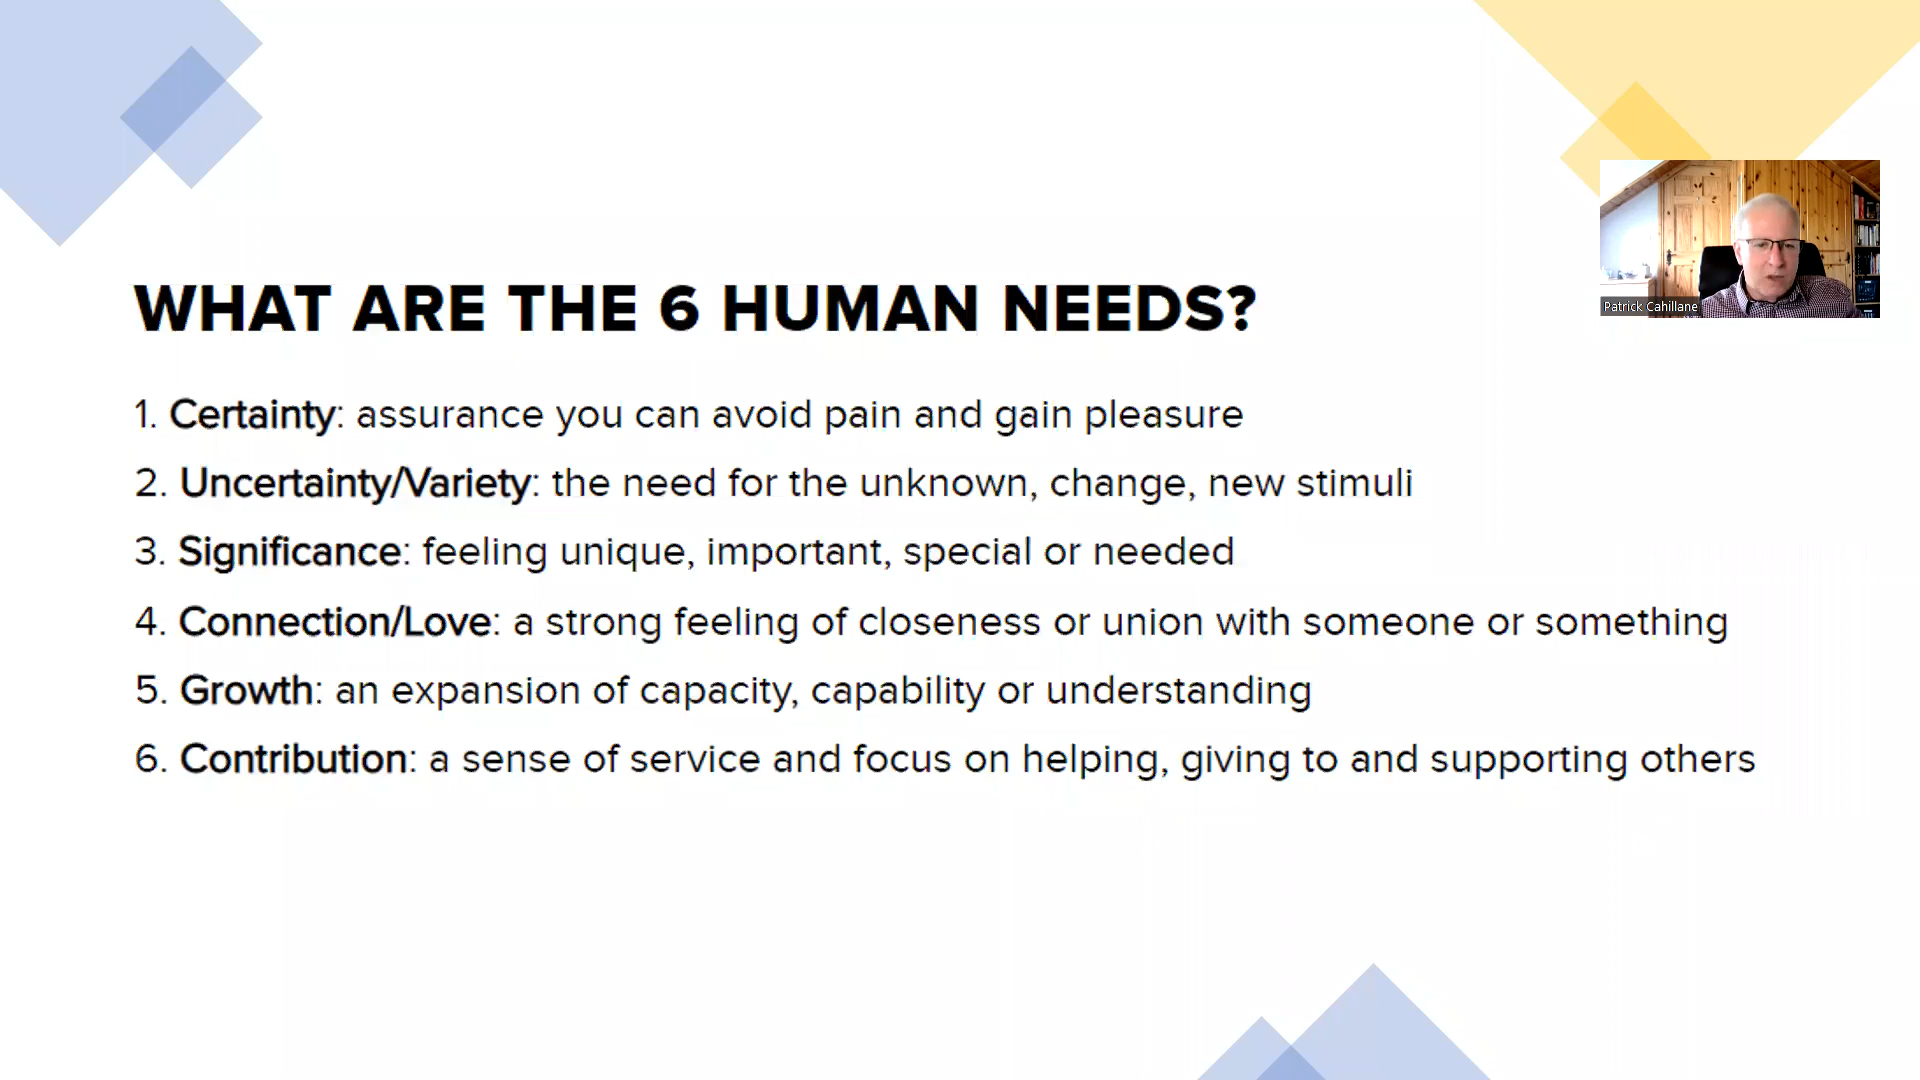 WHAT ARE THE 6 HUMAN NEEDS?
1. Certainty: assurance you can avoid pain and gain pleasure
2. Uncertainty/Variety: the need for the unknown, change, new stimuli
3. Significance: feeling unique, important, special or needed
4. Connection/Love: a strong feeling of closeness or union with someone or something
5. Growth: an expansion of capacity, capability or understanding
6. Contribution: a sense of service and focus on helping, giving to and supporting others
Patrick Cahillane